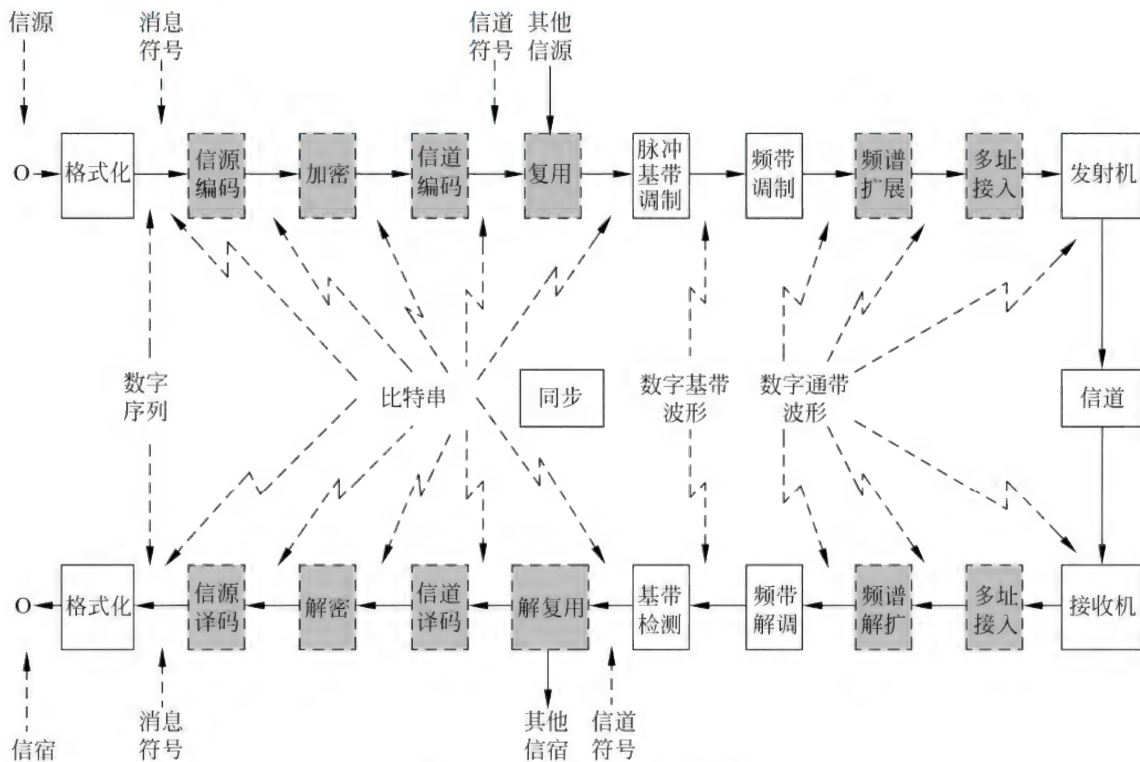 信源
消息
符号
信道
符号
其他
信源
O
格式化
信源
编码
加密
信道
编码
复用
脉冲
基带
调制
频带
调制
频谱
扩展
多址
接入
发射机
数字
序列
比特串
同步
数字基带
波形
数字通带
波形
信道
O
格式化
信源
译码
解密
信道
译码
解复用
基带
检测
频带
解调
频谱
解扩
多址
接入
接收机
信宿
消息
符号
其他
信宿
信道
符号